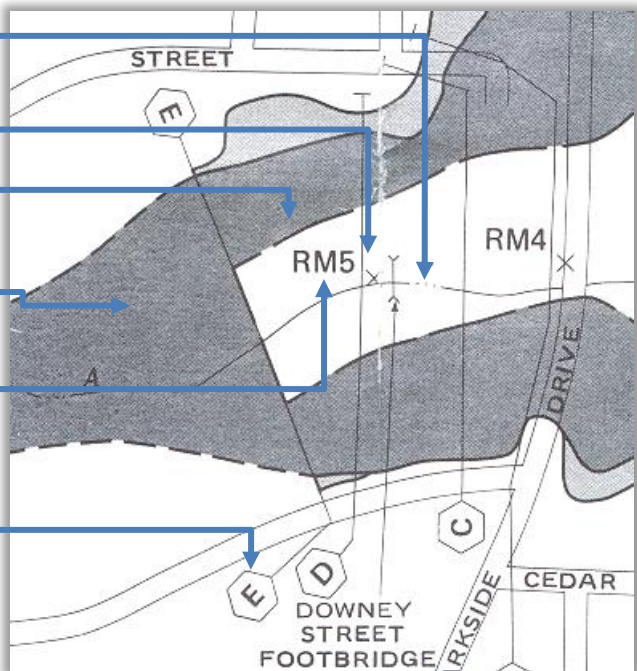 STREET
E
RM5
RM4
A
DRIVE
C
D
E
CEDAR
DOWNEY
STREET
FOOTBRIDGE
RKSIDE